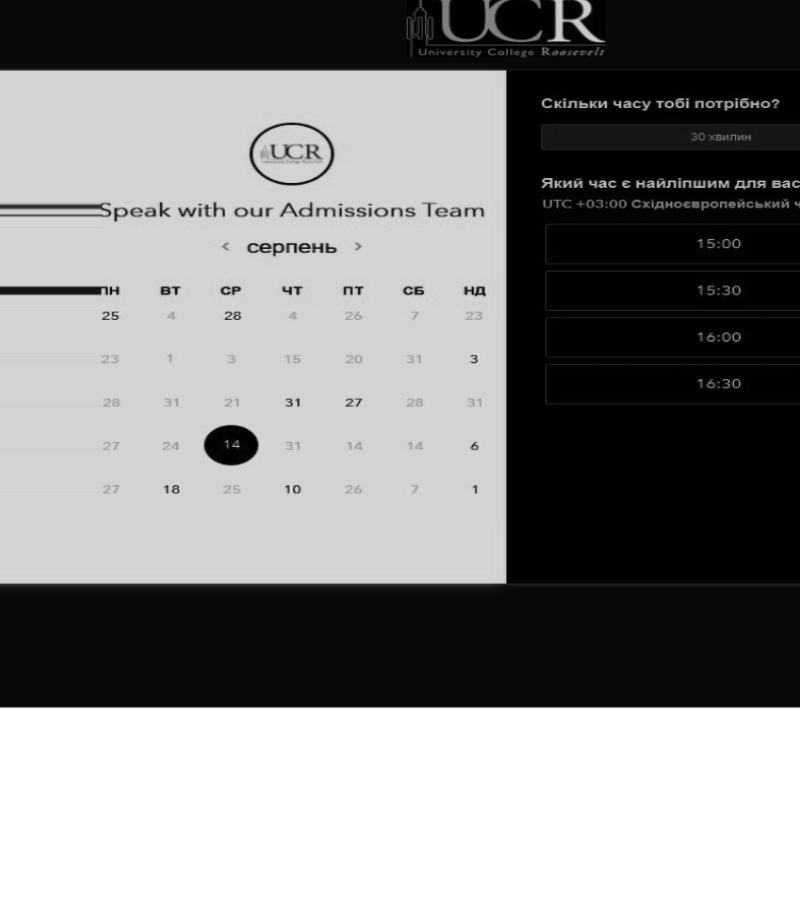 UCR
University College Roosevelt
UCR
Speak with our Admissions Team
< серпень >
ПН ВТ СР ЧТ ПТ СБ НД
25 4 28 4 26 7 23
23 1 3 15 20 31 3
28 31 21 31 27 28 31
27 24 14 31 14 14 6
27 18 25 10 26 7 1
Скільки часу тобі потрібно?
30 хвилин
Який час є найліпшим для вас
UTC +03:00 Східноєвропейський ч
15:00
15:30
16:00
16:30